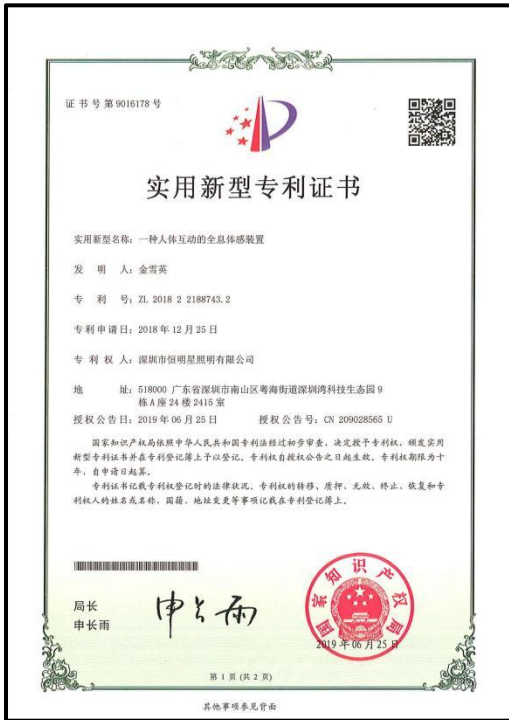 证书号第9016178号
实用新型专利证书
实用新型名称：一种人体互动的全息体感装置
发明人：金雪英
专利号：ZL 2018 2 2188743.2
专利申请日：2018年12月25日
专利权人：深圳市恒明星照明有限公司
地址：518000 广东省深圳市南山区粤海街道深圳湾科技生态园9
栋A座24楼2415室
授权公告日：2019年06月25日 授权公告号：CN 209028565 U
国家知识产权局依照中华人民共和国专利法经过初步审查，决定授予专利权，颁发实用
新型专利证书并在专利登记簿上予以登记。专利权自授权公告之日起生效。专利权期限为十
年，自申请日起算。
专利证书记载专利权登记时的法律状况。专利权的转移、质押、无效、终止、恢复和专
利权人的姓名或名称、国籍、地址变更等事项记载在专利登记簿上。
局长
申长雨
申长雨
国家知识产权局
2019年06月25日
第1页(共2页)
其他事项参见背面